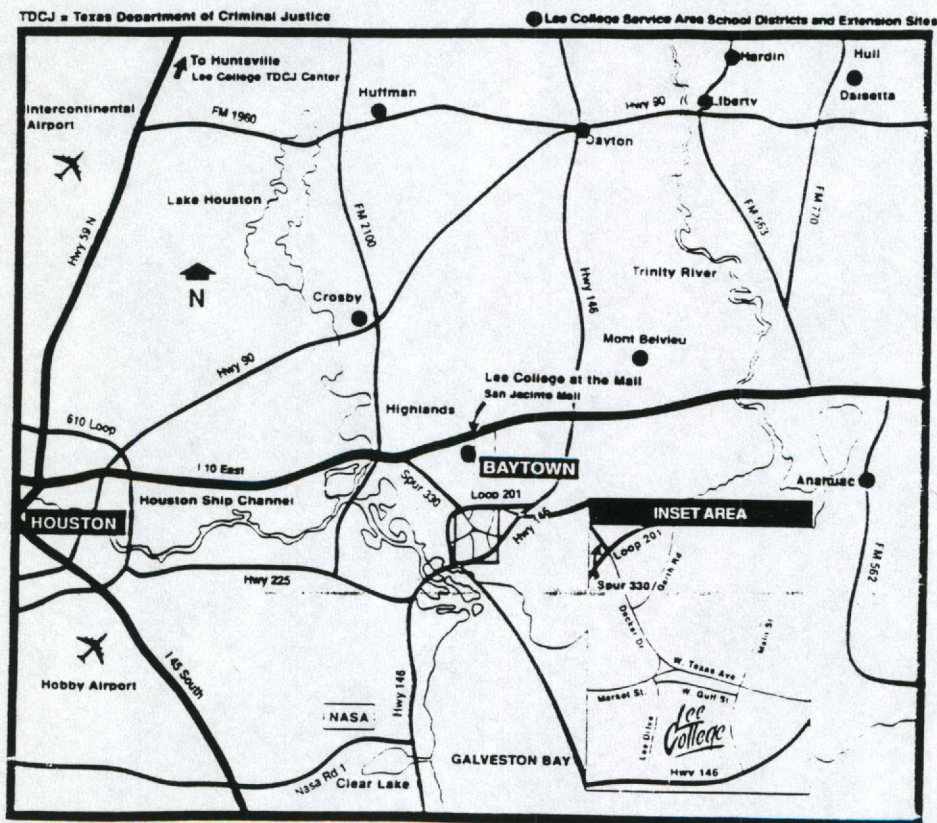 TDCJ = Texas Department of Criminal Justice
Lee College Service Area School Districts and Extension Sites
To Huntsville
Lee College TDCJ Center
Hardin
Hull
Daisetta
Intercontinental
Airport
Huffman
Hwy 90
Liberty
FM 1960
Dayton
Lake Houston
FM 2100
FM 563
FM 770
Hwy 59 N
Trinity River
N
Crosby
Hwy 146
Mont Belvieu
Hwy 90
Lee College at the Mall
San Jacinto Mall
Highlands
610 Loop
I 10 East
BAYTOWN
Spur 330
Houston Ship Channel
Loop 201
Anahuac
HOUSTON
Hwy 146
INSET AREA
Loop 201
Hwy 225
Spur 330/
Garth Rd
FM 562
Decker Dr
Main St
I 45 South
W. Texas Ave
Hobby Airport
Market St.
W. Gulf St
Hwy 146
Lee Drive
Lee
College
NASA
GALVESTON BAY
Hwy 146
Nasa Rd 1
Clear Lake